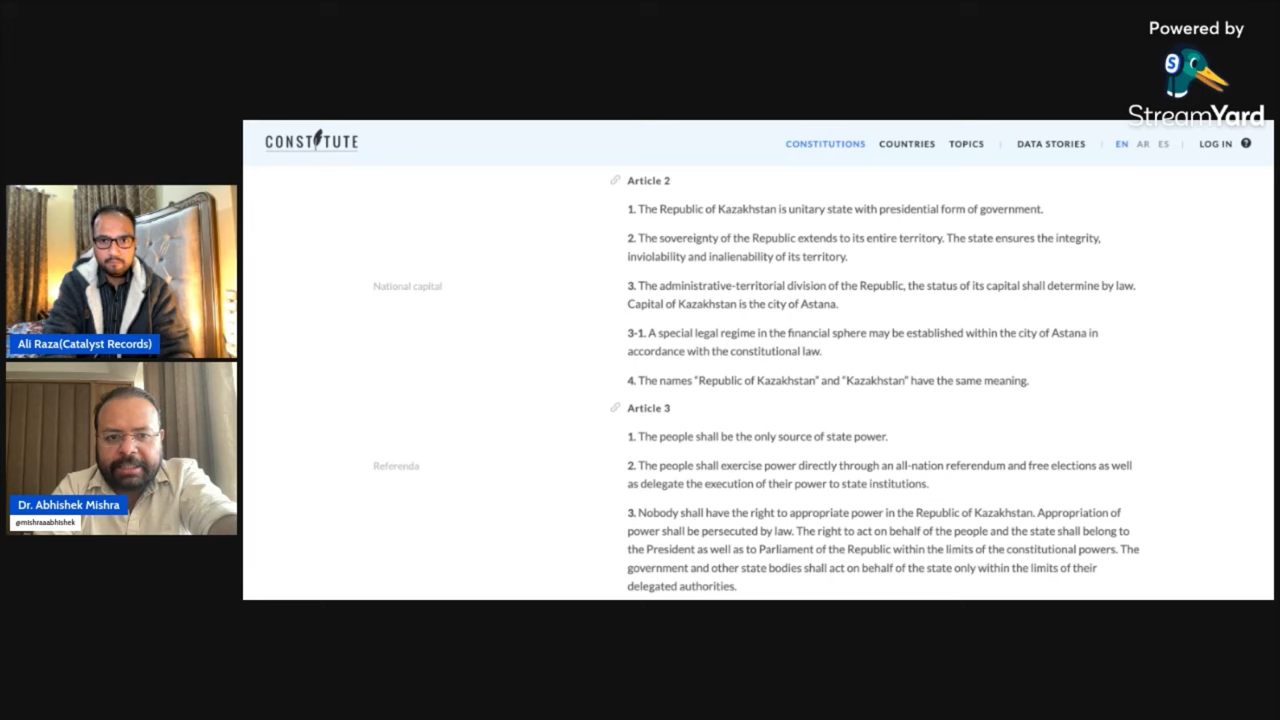 Powered by
StreamYard
CONSTITUTE
CONSTITUTIONS COUNTRIES TOPICS DATA STORIES EN AR ES LOG IN ?
Article 2
1. The Republic of Kazakhstan is unitary state with presidential form of government.
2. The sovereignty of the Republic extends to its entire territory. The state ensures the integrity,
inviolability and inalienability of its territory.
National capital
3. The administrative-territorial division of the Republic, the status of its capital shall determine by law.
Capital of Kazakhstan is the city of Astana.
3-1. A special legal regime in the financial sphere may be established within the city of Astana in
accordance with the constitutional law.
4. The names "Republic of Kazakhstan" and "Kazakhstan" have the same meaning.
Article 3
1. The people shall be the only source of state power.
Referenda
2. The people shall exercise power directly through an all-nation referendum and free elections as well
as delegate the execution of their power to state institutions.
3. Nobody shall have the right to appropriate power in the Republic of Kazakhstan. Appropriation of
power shall be persecuted by law. The right to act on behalf of the people and the state shall belong to
the President as well as to Parliament of the Republic within the limits of the constitutional powers. The
government and other state bodies shall act on behalf of the state only within the limits of their
delegated authorities.
Ali Raza(Catalyst Records)
Dr. Abhishek Mishra
@mishraaabhishek